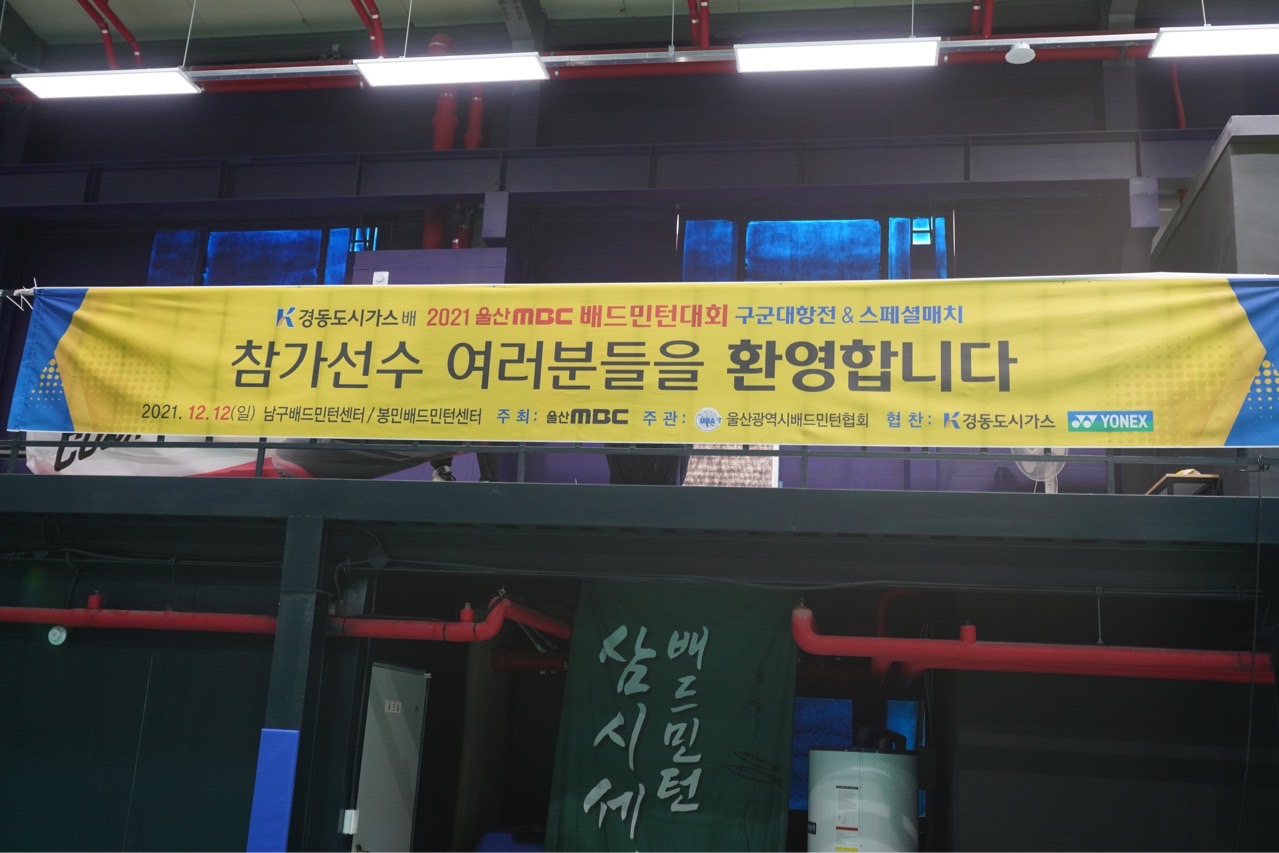 K 경동도시가스 배 2021 울산MBC 배드민턴대회 구군대항전 & 스페셜매치
참가선수 여러분들을 환영합니다
2021. 12.12(일) 남구배드민턴센터 / 봉민배드민턴센터 주 최 : 울산MBC 주 관 : 울산광역시배드민턴협회 협 찬 : K 경동도시가스 YONEX
배드민턴
삼시세